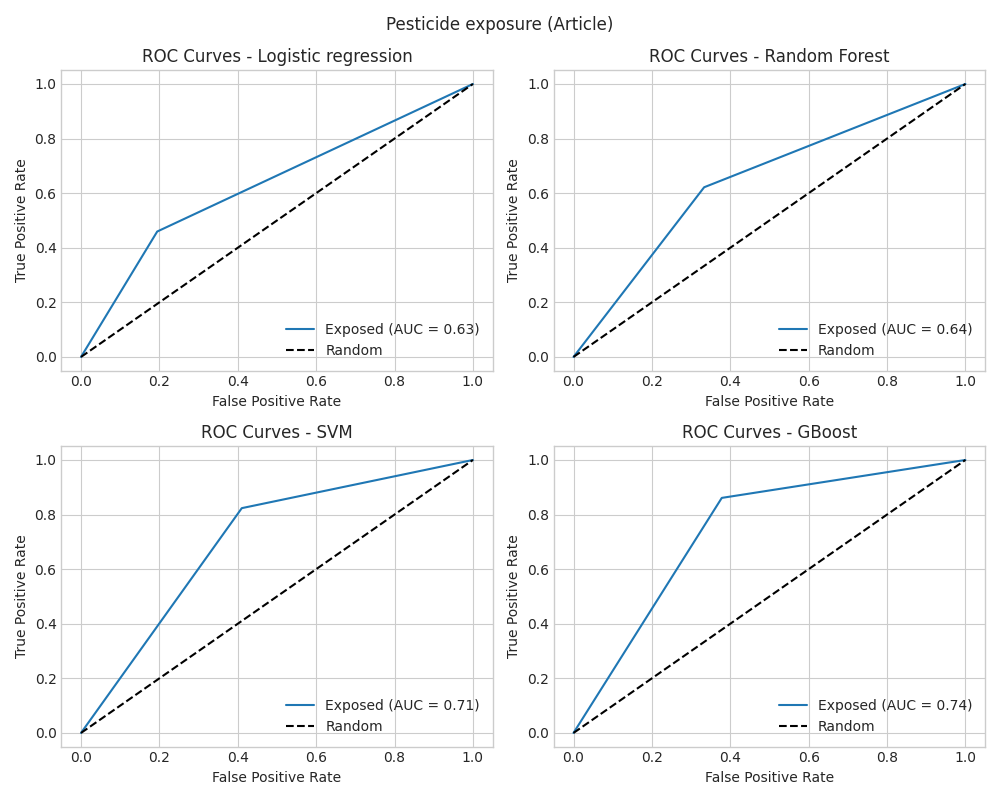 Pesticide exposure (Article)
ROC Curves - Logistic regression
1.0
0.8
0.6
0.4
0.2
0.0
True Positive Rate
Exposed (AUC = 0.63)
Random
0.0 0.2 0.4 0.6 0.8 1.0
False Positive Rate
ROC Curves - Random Forest
1.0
0.8
0.6
0.4
0.2
0.0
True Positive Rate
Exposed (AUC = 0.64)
Random
0.0 0.2 0.4 0.6 0.8 1.0
False Positive Rate
ROC Curves - SVM
1.0
0.8
0.6
0.4
0.2
0.0
True Positive Rate
Exposed (AUC = 0.71)
Random
0.0 0.2 0.4 0.6 0.8 1.0
False Positive Rate
ROC Curves - GBoost
1.0
0.8
0.6
0.4
0.2
0.0
True Positive Rate
Exposed (AUC = 0.74)
Random
0.0 0.2 0.4 0.6 0.8 1.0
False Positive Rate